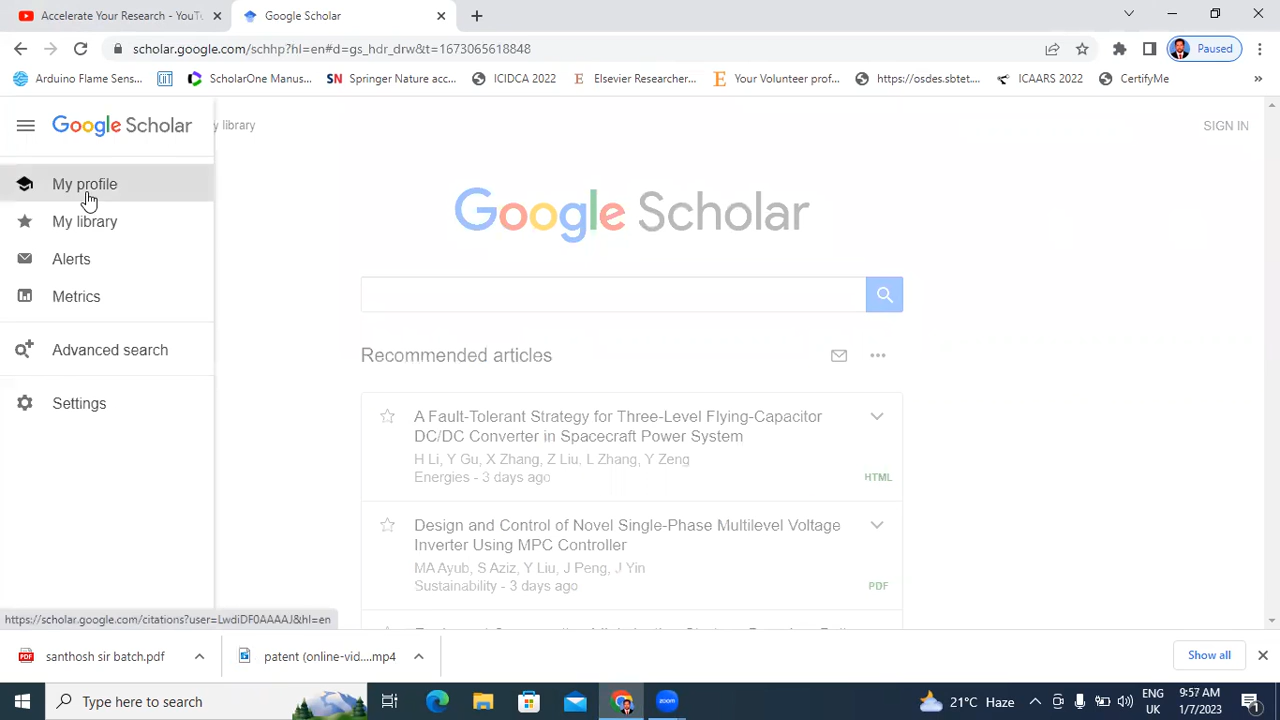 Accelerate Your Research - YouT
Google Scholar
scholar.google.com/schhp?hl=en#d=gs_hdr_drw&t=1673065618848
Paused
Arduino Flame Sens...
ScholarOne Manus...
Springer Nature acc...
ICIDCA 2022
Elsevier Researcher...
Your Volunteer prof...
https://osdes.sbtet....
ICAARS 2022
CertifyMe
»
Google Scholar
y library
SIGN IN
My profile
My library
Alerts
Metrics
Advanced search
Settings
Google Scholar
Recommended articles
A Fault-Tolerant Strategy for Three-Level Flying-Capacitor
DC/DC Converter in Spacecraft Power System
H Li, Y Gu, X Zhang, Z Liu, L Zhang, Y Zeng
Energies - 3 days ago
HTML
Design and Control of Novel Single-Phase Multilevel Voltage
Inverter Using MPC Controller
MA Ayub, S Aziz, Y Liu, J Peng, J Yin
Sustainability - 3 days ago
PDF
https://scholar.google.com/citations?user=LwdiDF0AAAAJ&hl=en
santhosh sir batch.pdf
patent (online-vid....mp4
Show all
Type here to search
zoom
21°C Haze
ENG
UK
9:57 AM
1/7/2023
1